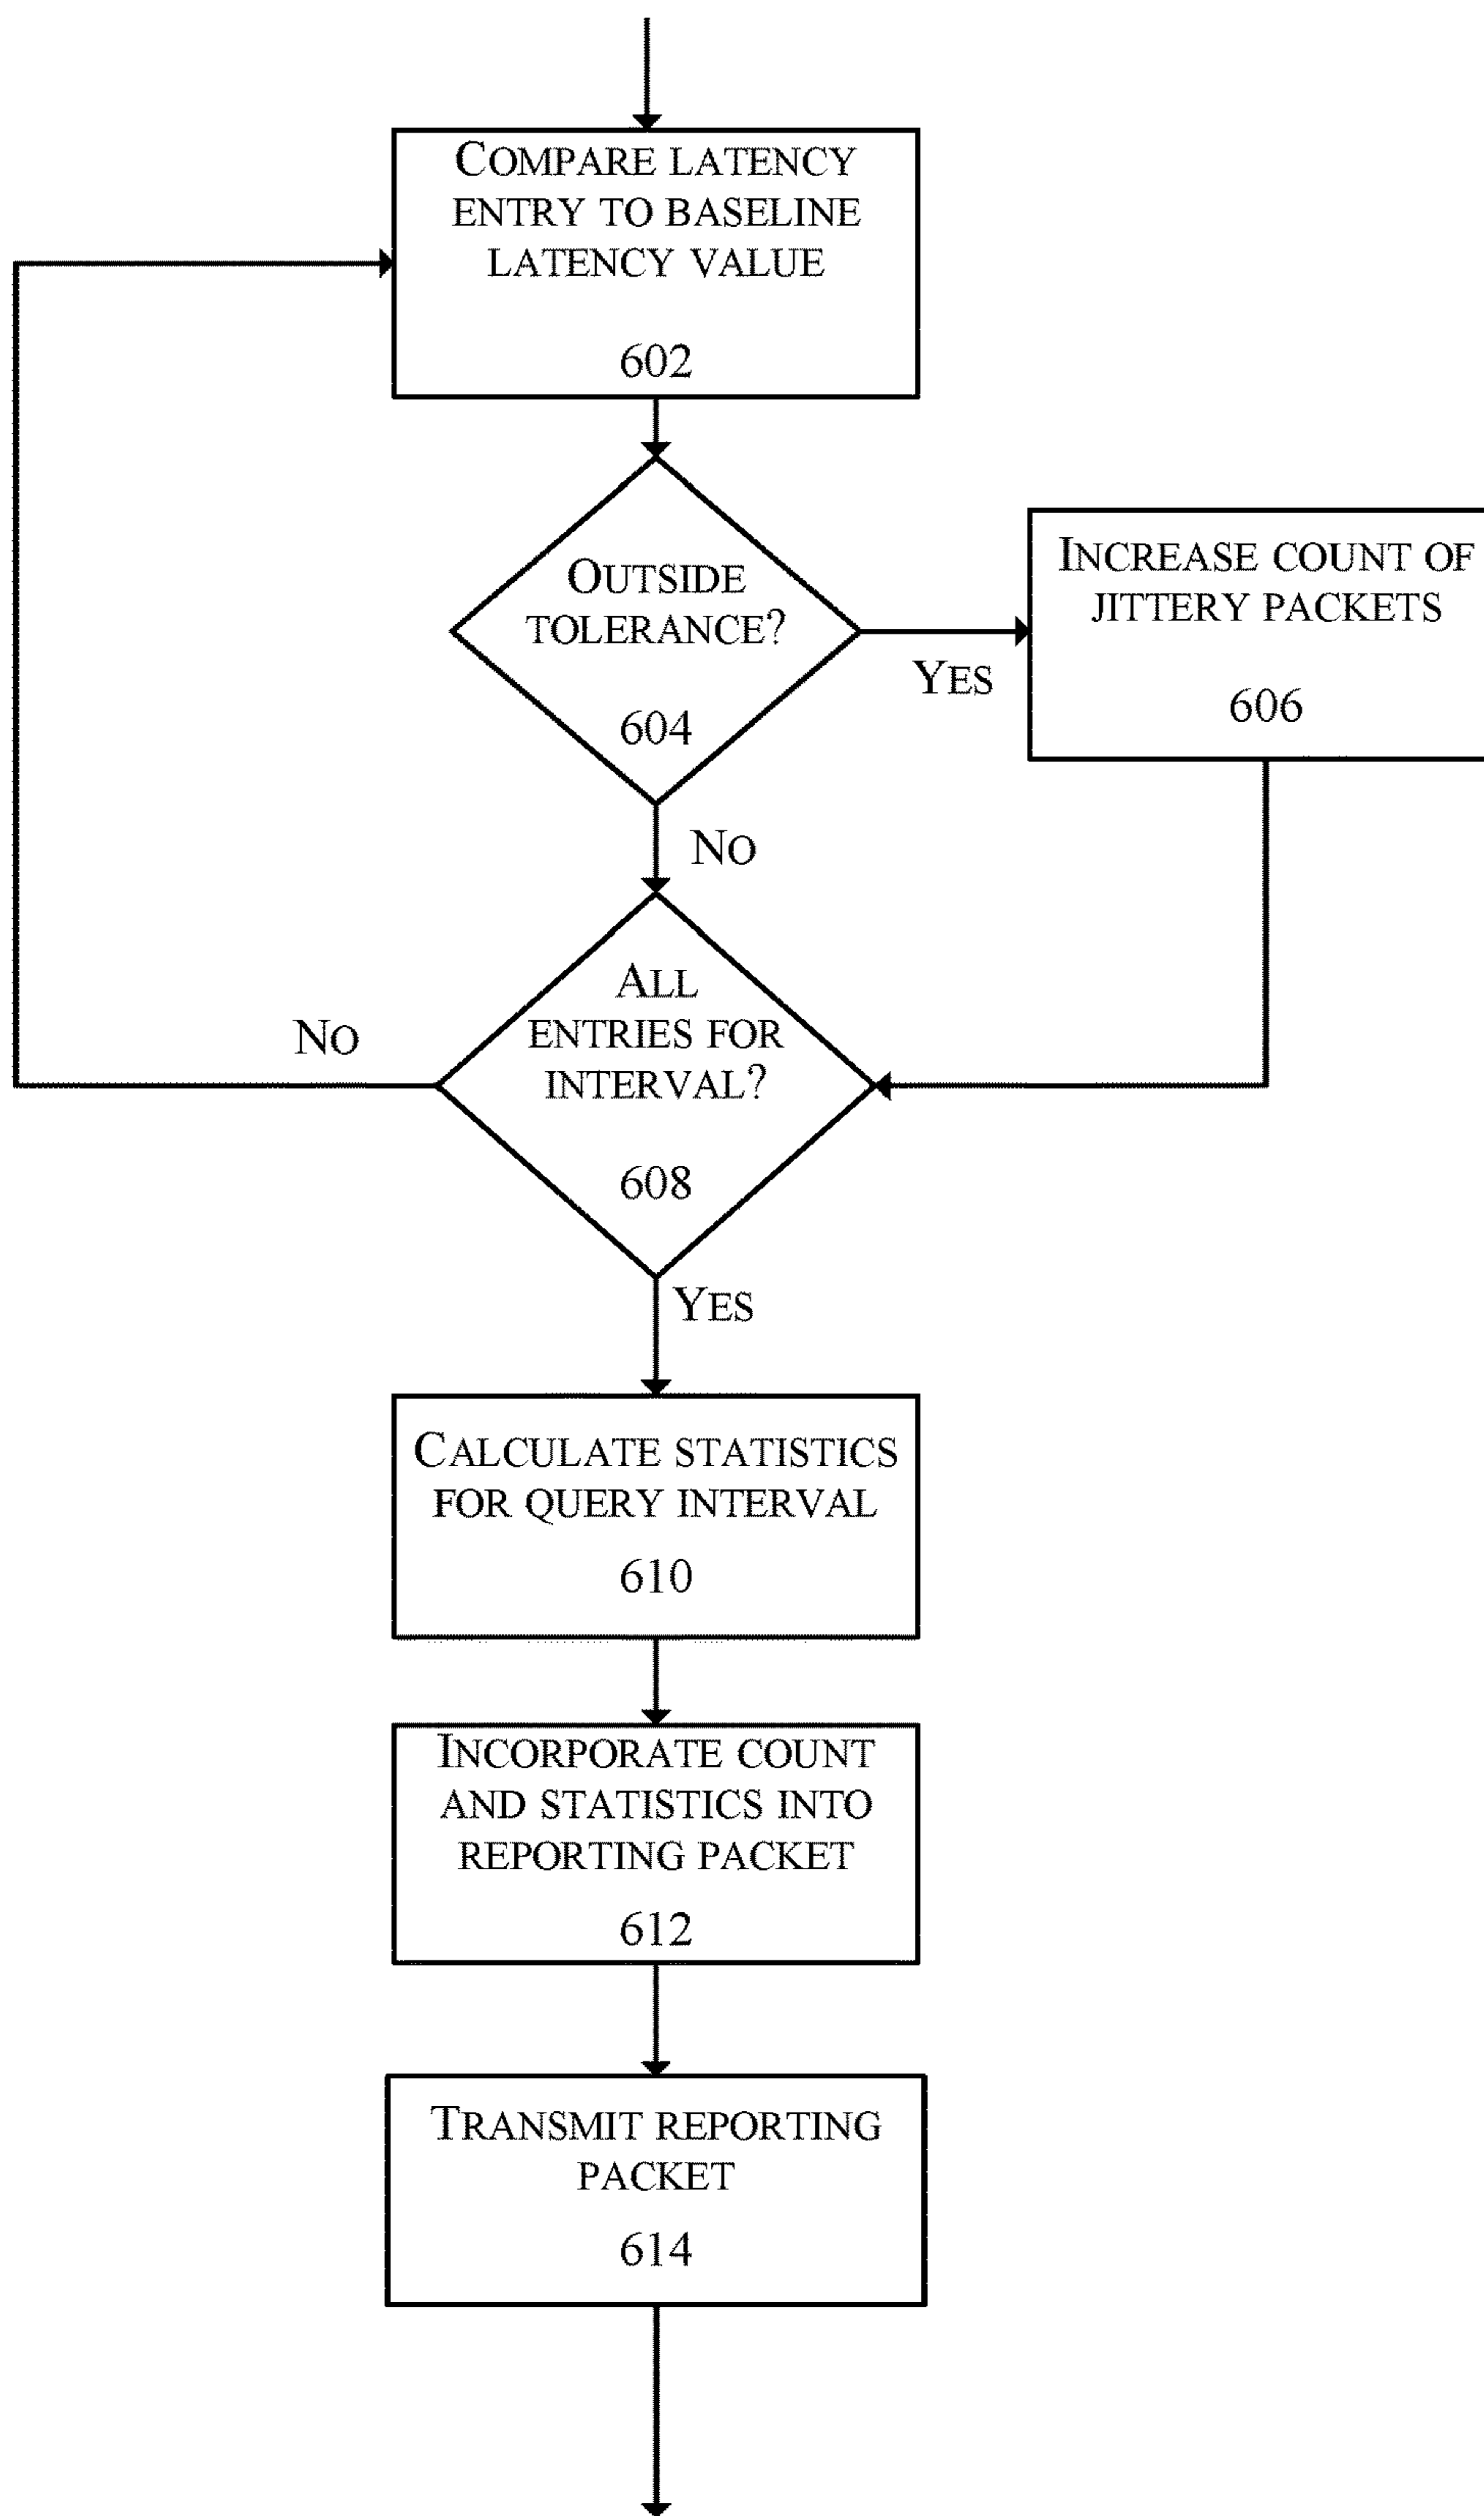 COMPARE LATENCY
ENTRY TO BASELINE
LATENCY VALUE
602
OUTSIDE
TOLERANCE?
604
YES
INCREASE COUNT OF
JITTERY PACKETS
606
NO
ALL
ENTRIES FOR
INTERVAL?
608
NO
YES
CALCULATE STATISTICS
FOR QUERY INTERVAL
610
INCORPORATE COUNT
AND STATISTICS INTO
REPORTING PACKET
612
TRANSMIT REPORTING
PACKET
614